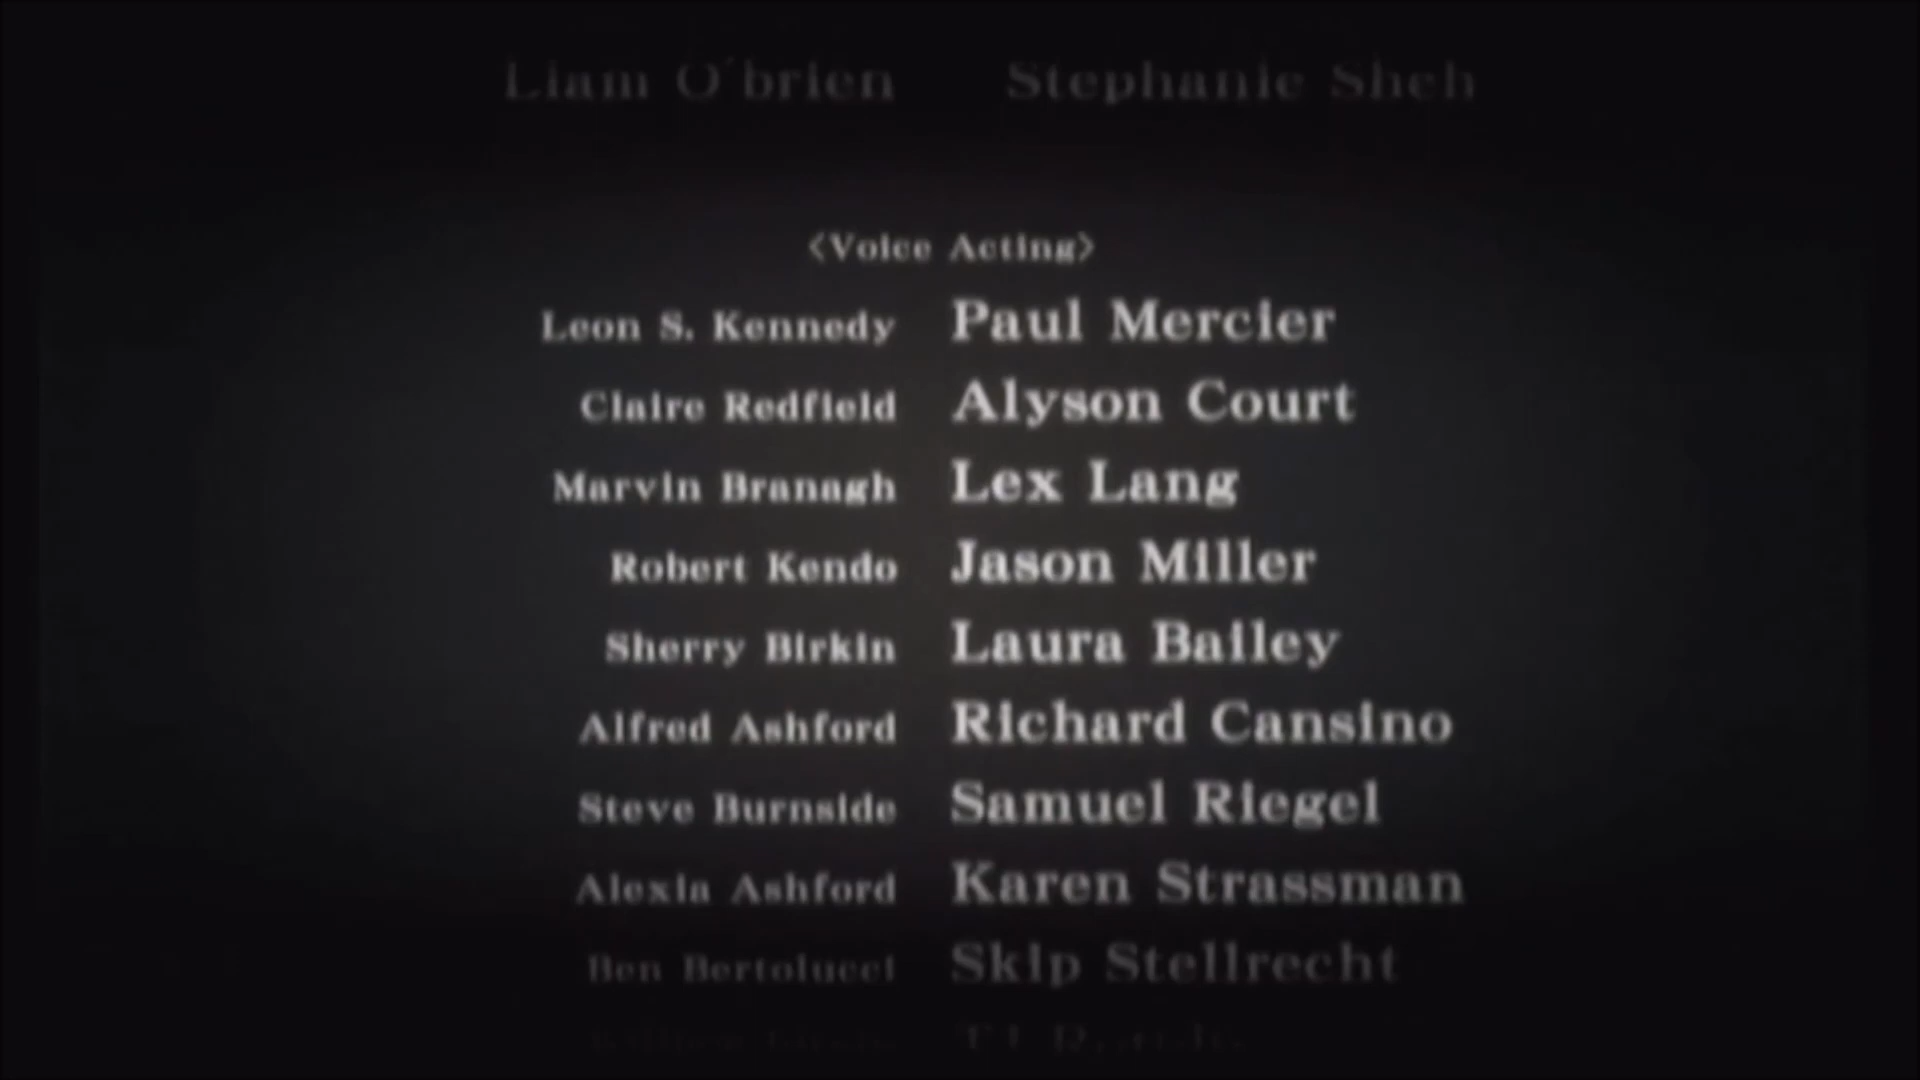 Liam O'brien Stephanie Sheh
<Voice Acting>
Leon S. Kennedy Paul Mercier
Claire Redfield Alyson Court
Marvin Branagh Lex Lang
Robert Kendo Jason Miller
Sherry Birkin Laura Bailey
Alfred Ashford Richard Cansino
Steve Burnside Samuel Riegel
Alexia Ashford Karen Strassman
Ben Bertolucci Skip Stellrecht